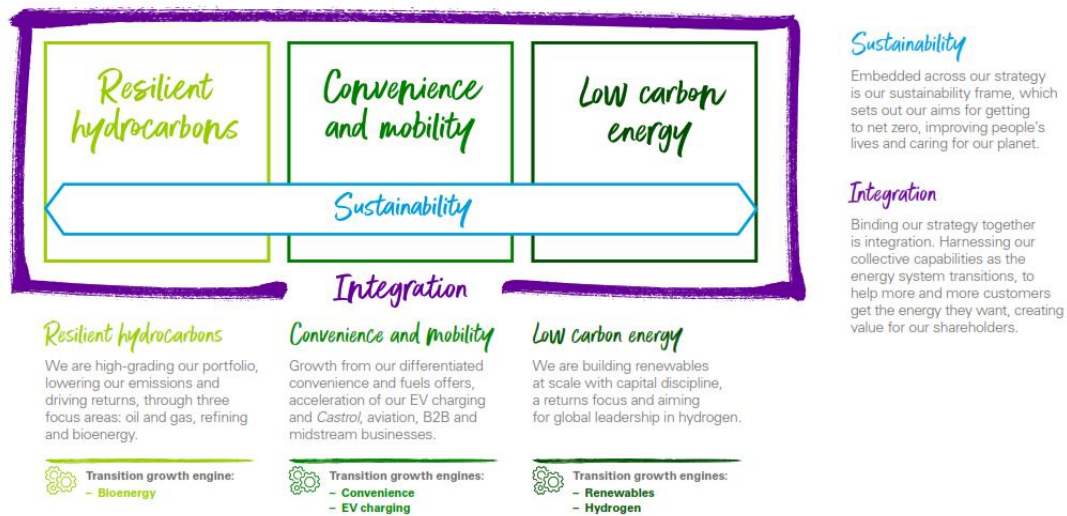 Resilient
hydrocarbons
Convenience
and mobility
Low carbon
energy
Sustainability
Integration
Resilient hydrocarbons
We are high-grading our portfolio,
lowering our emissions and
driving returns, through three
focus areas: oil and gas, refining
and bioenergy.
Transition growth engine:
– Bioenergy
Convenience and mobility
Growth from our differentiated
convenience and fuels offers,
acceleration of our EV charging
and Castrol, aviation, B2B and
midstream businesses.
Transition growth engines:
– Convenience
– EV charging
Low carbon energy
We are building renewables
at scale with capital discipline,
a returns focus and aiming
for global leadership in hydrogen.
Transition growth engines:
– Renewables
– Hydrogen
Sustainability
Embedded across our strategy
is our sustainability frame, which
sets out our aims for getting
to net zero, improving people's
lives and caring for our planet.
Integration
Binding our strategy together
is integration. Harnessing our
collective capabilities as the
energy system transitions, to
help more and more customers
get the energy they want, creating
value for our shareholders.